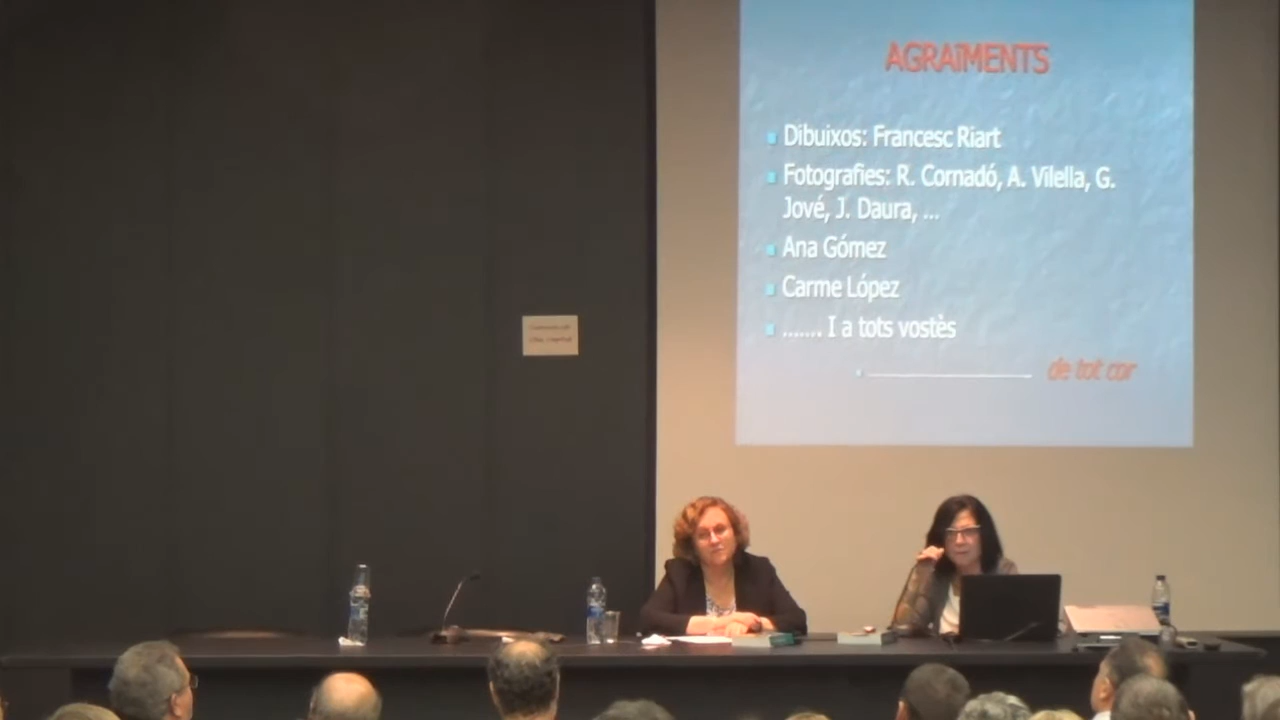 AGRAÏMENTS
Dibuixos: Francesc Riart
Fotografies: R. Cornadó, A. Vilella, G.
Jové, J. Daura, ...
Ana Gómez
Carme López
....... I a tots vostès
de tot cor